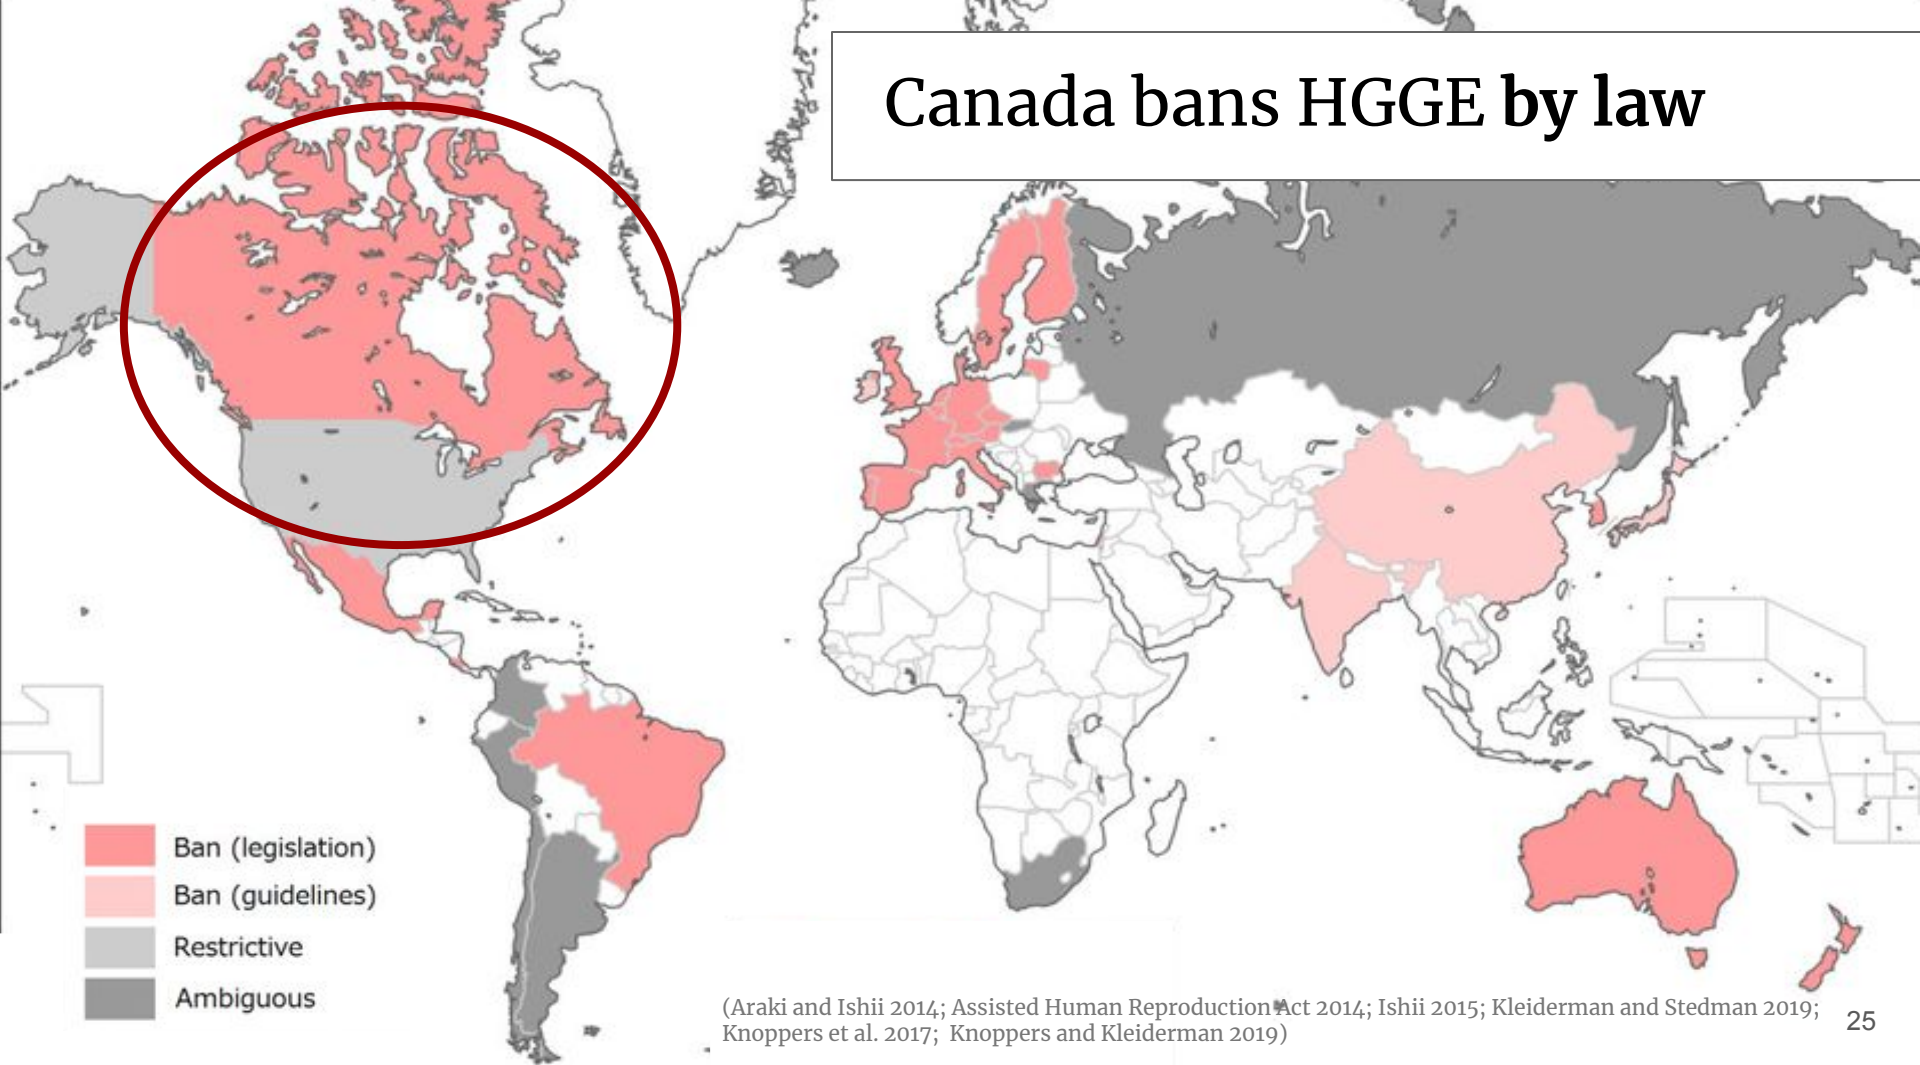 Canada bans HGGE by law
Ban (legislation)
Ban (guidelines)
Restrictive
Ambiguous
(Araki and Ishii 2014; Assisted Human Reproduction Act 2014; Ishii 2015; Kleiderman and Stedman 2019;
Knoppers et al. 2017; Knoppers and Kleiderman 2019)
25